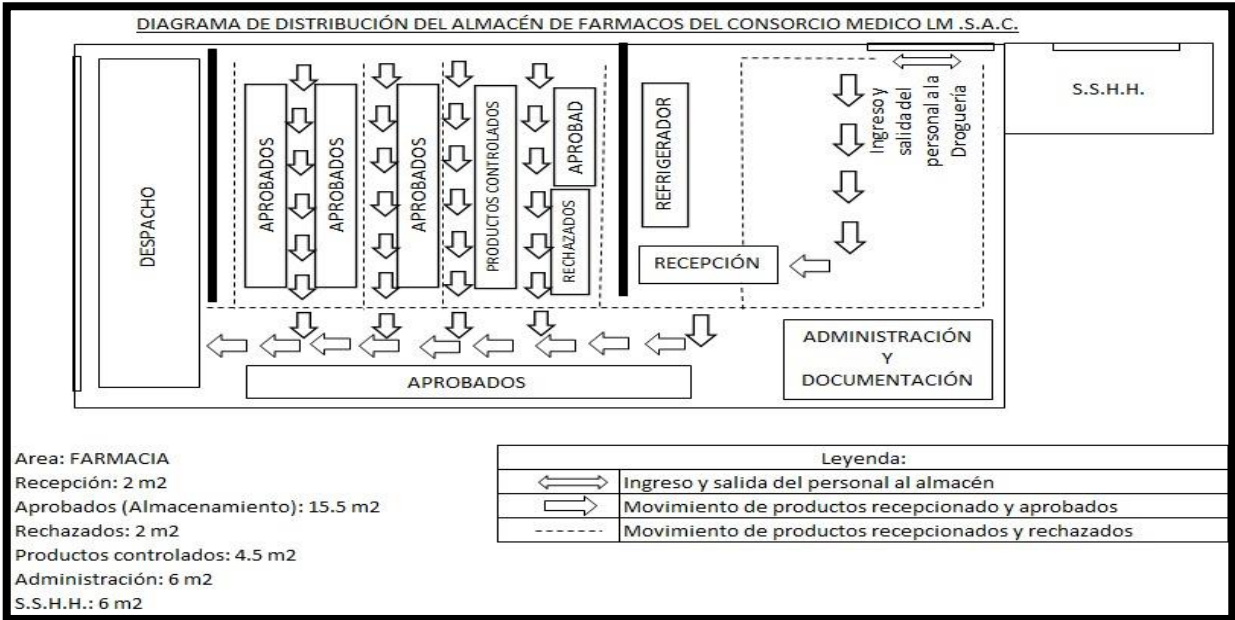 DIAGRAMA DE DISTRIBUCIÓN DEL ALMACÉN DE FARMACOS DEL CONSORCIO MEDICO LM .S.A.C.
DESPACHO
APROBADOS
APROBADOS
APROBADOS
PRODUCTOS CONTROLADOS
APROBAD
RECHAZADOS
REFRIGERADOR
RECEPCIÓN
Ingreso y
salida del
personal a la
Droguería
S.S.H.H.
ADMINISTRACIÓN
Y
DOCUMENTACIÓN
APROBADOS
Area: FARMACIA
Recepción: 2 m2
Aprobados (Almacenamiento): 15.5 m2
Rechazados: 2 m2
Productos controlados: 4.5 m2
Administración: 6 m2
S.S.H.H.: 6 m2
Leyenda:
Ingreso y salida del personal al almacén
Movimiento de productos recepcionado y aprobados
Movimiento de productos recepcionados y rechazados